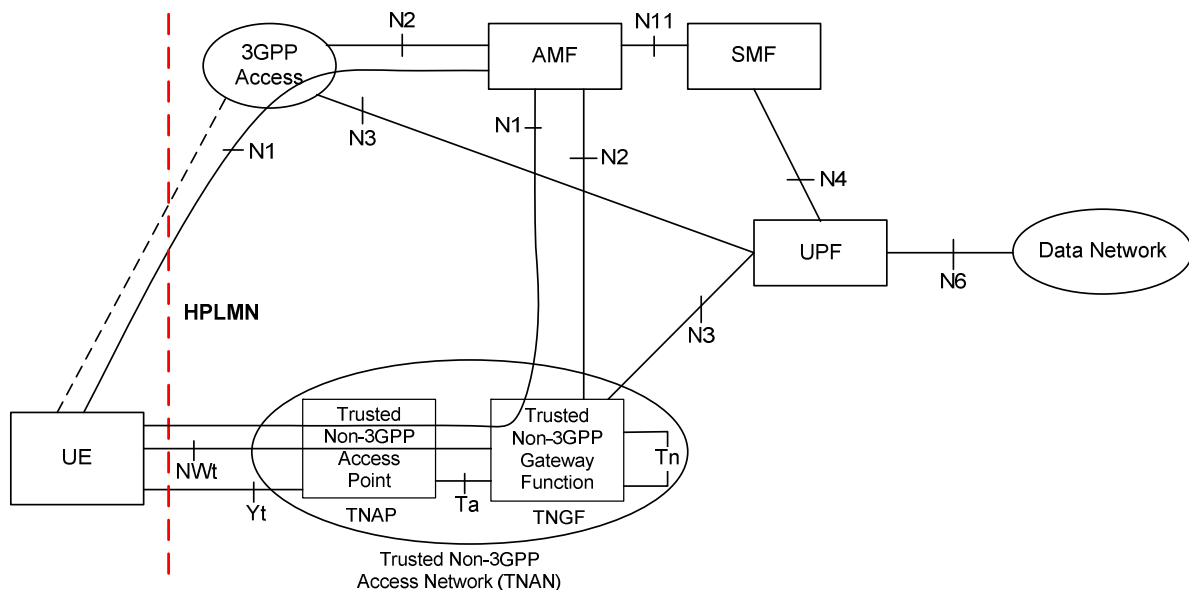 N2
N11
3GPP
Access
AMF
SMF
N1
N3
N1
N2
N4
UPF
Data Network
N6
HPLMN
N3
UE
Trusted
Non-3GPP
Access
Point
Trusted
Non-3GPP
Gateway
Function
Tn
NWt
Yt
Ta
TNAP
TNGF
Trusted Non-3GPP
Access Network (TNAN)